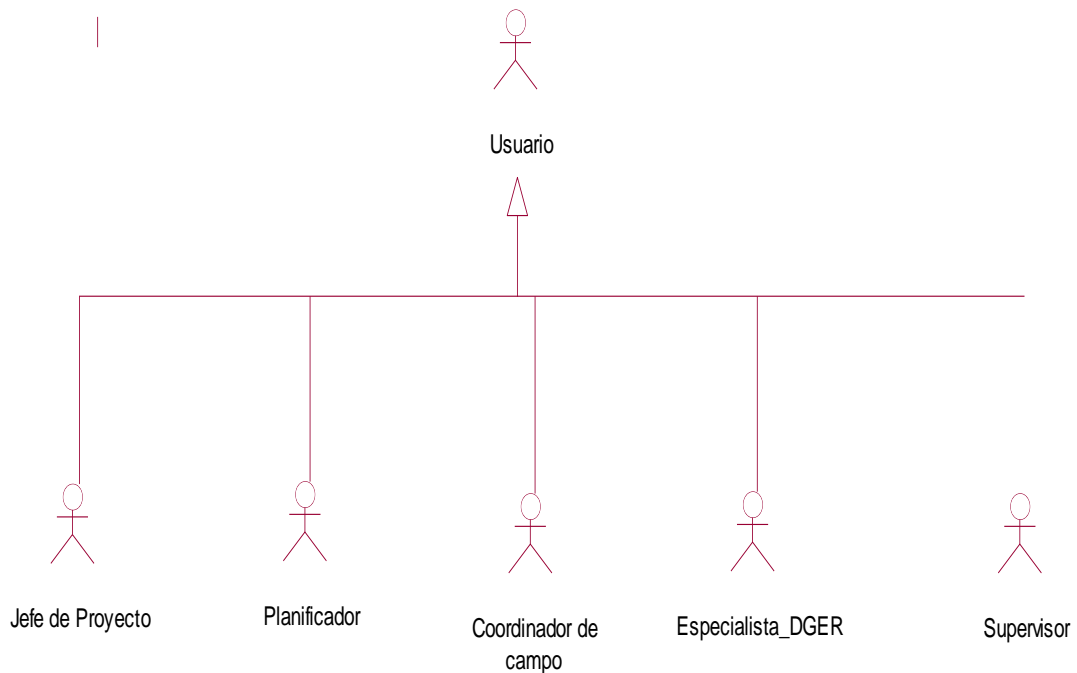 Usuario
Jefe de Proyecto
Planificador
Coordinador de
campo
Especialista_DGER
Supervisor